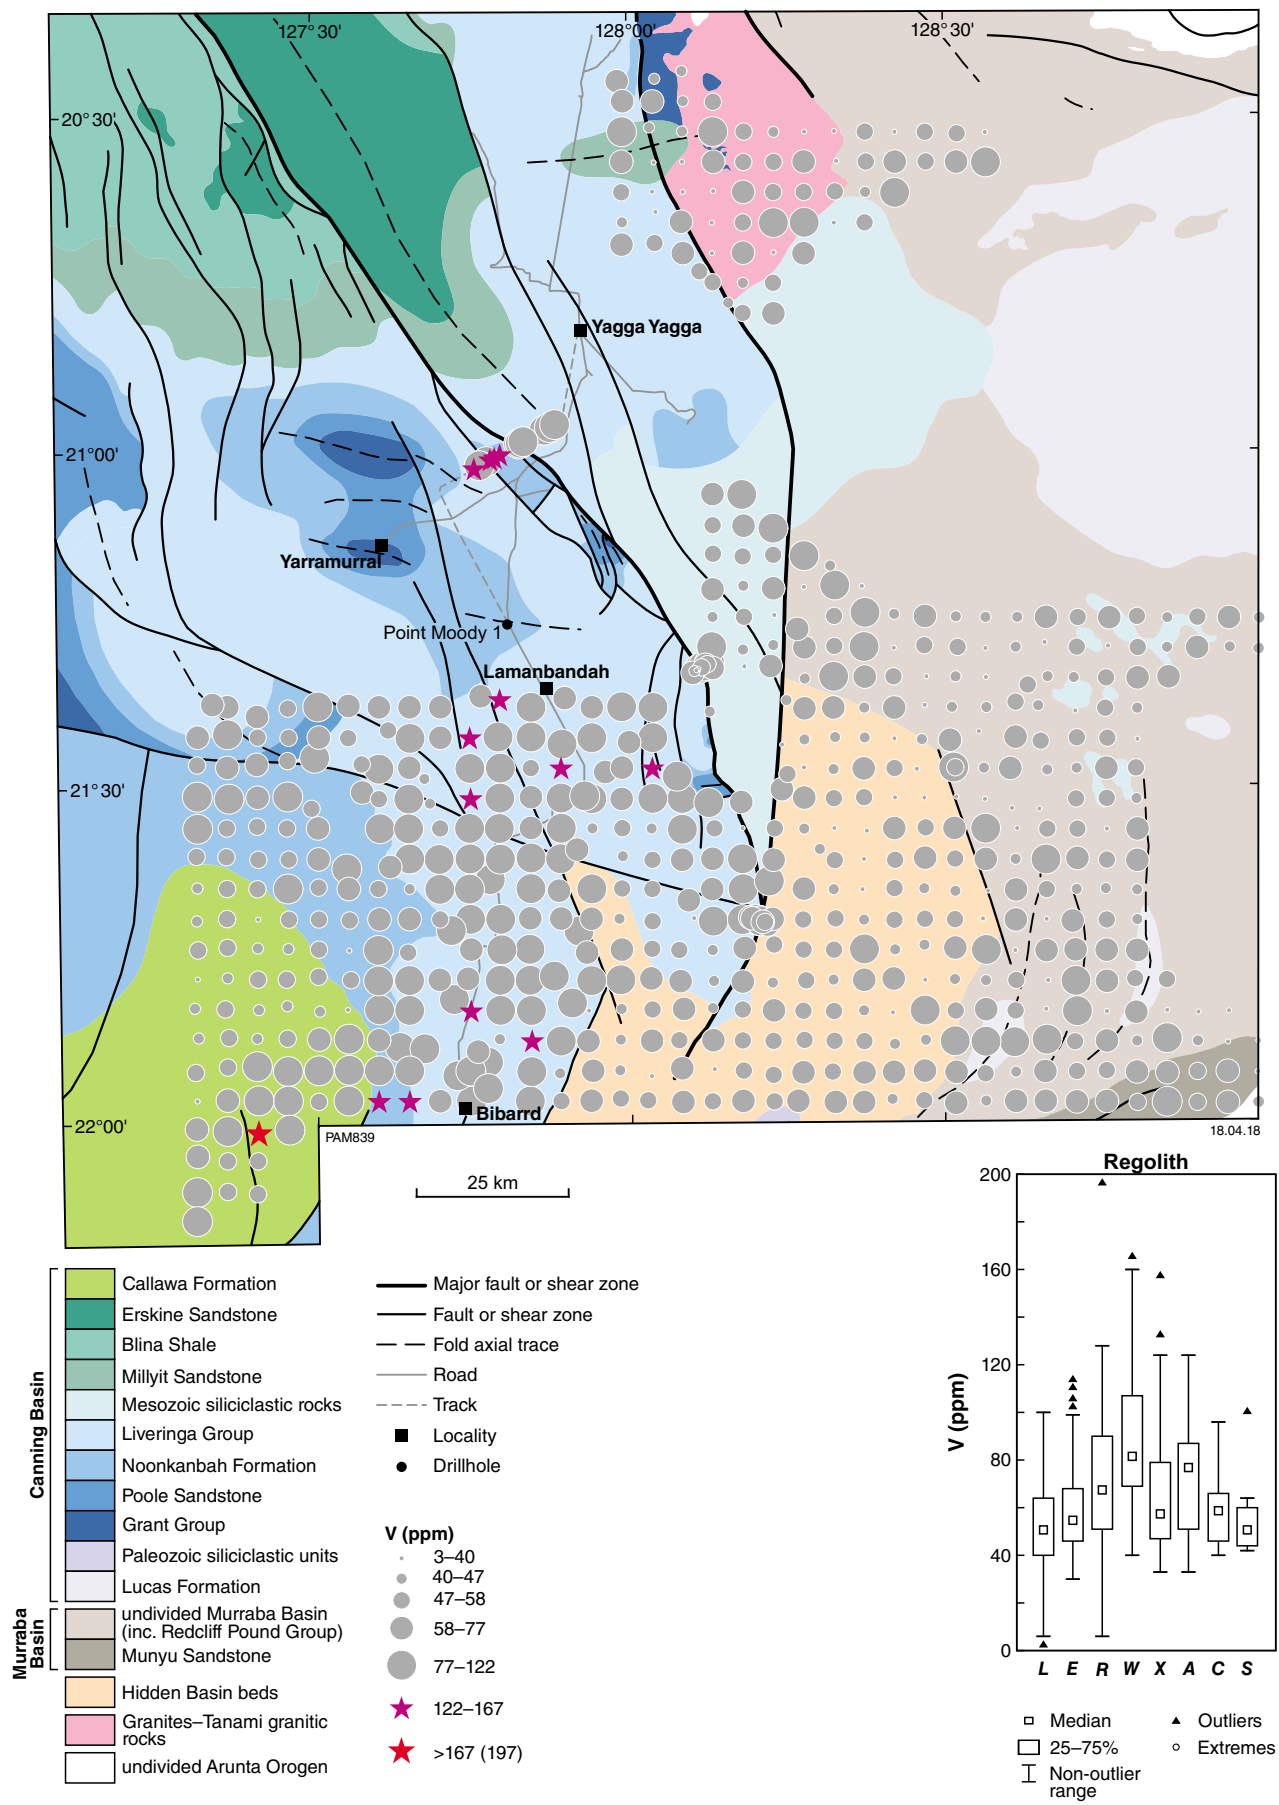 127°30'
128°00'
128°30'
20°30'
Yagga Yagga
21°00'
Yarramurral
Point Moody 1
Lamanbandah
21°30'
Bibarrd
22°00'
PAM839
18.04.18
25 km
Callawa Formation
Erskine Sandstone
Blina Shale
Millyit Sandstone
Mesozoic siliciclastic rocks
Liveringa Group
Noonkanbah Formation
Poole Sandstone
Grant Group
Paleozoic siliciclastic units
Lucas Formation
undivided Murraba Basin
(inc. Redcliff Pound Group)
Munyu Sandstone
Hidden Basin beds
Granites–Tanami granitic
rocks
undivided Arunta Orogen
Canning Basin
Murraba
Basin
Major fault or shear zone
Fault or shear zone
Fold axial trace
Road
Track
Locality
Drillhole
V (ppm)
3–40
40–47
47–58
58–77
77–122
122–167
>167 (197)
Regolith
200
160
120
80
40
0
V (ppm)
L E R W X A C S
Median
25–75%
Non-outlier
range
Outliers
Extremes